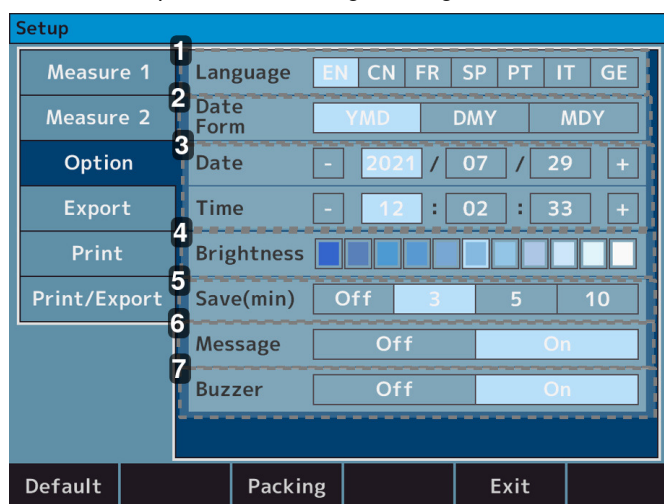 Setup
1
Measure 1
Language EN CN FR SP PT IT GE
2
Measure 2
Date Form YMD DMY MDY
3
Option
Date - 2021 / 07 / 29 +
Export
Time - 12 : 02 : 33 +
4
Print
Brightness
5
Print/Export
Save(min) Off 3 5 10
6
Message Off On
7
Buzzer Off On
Default Packing Exit